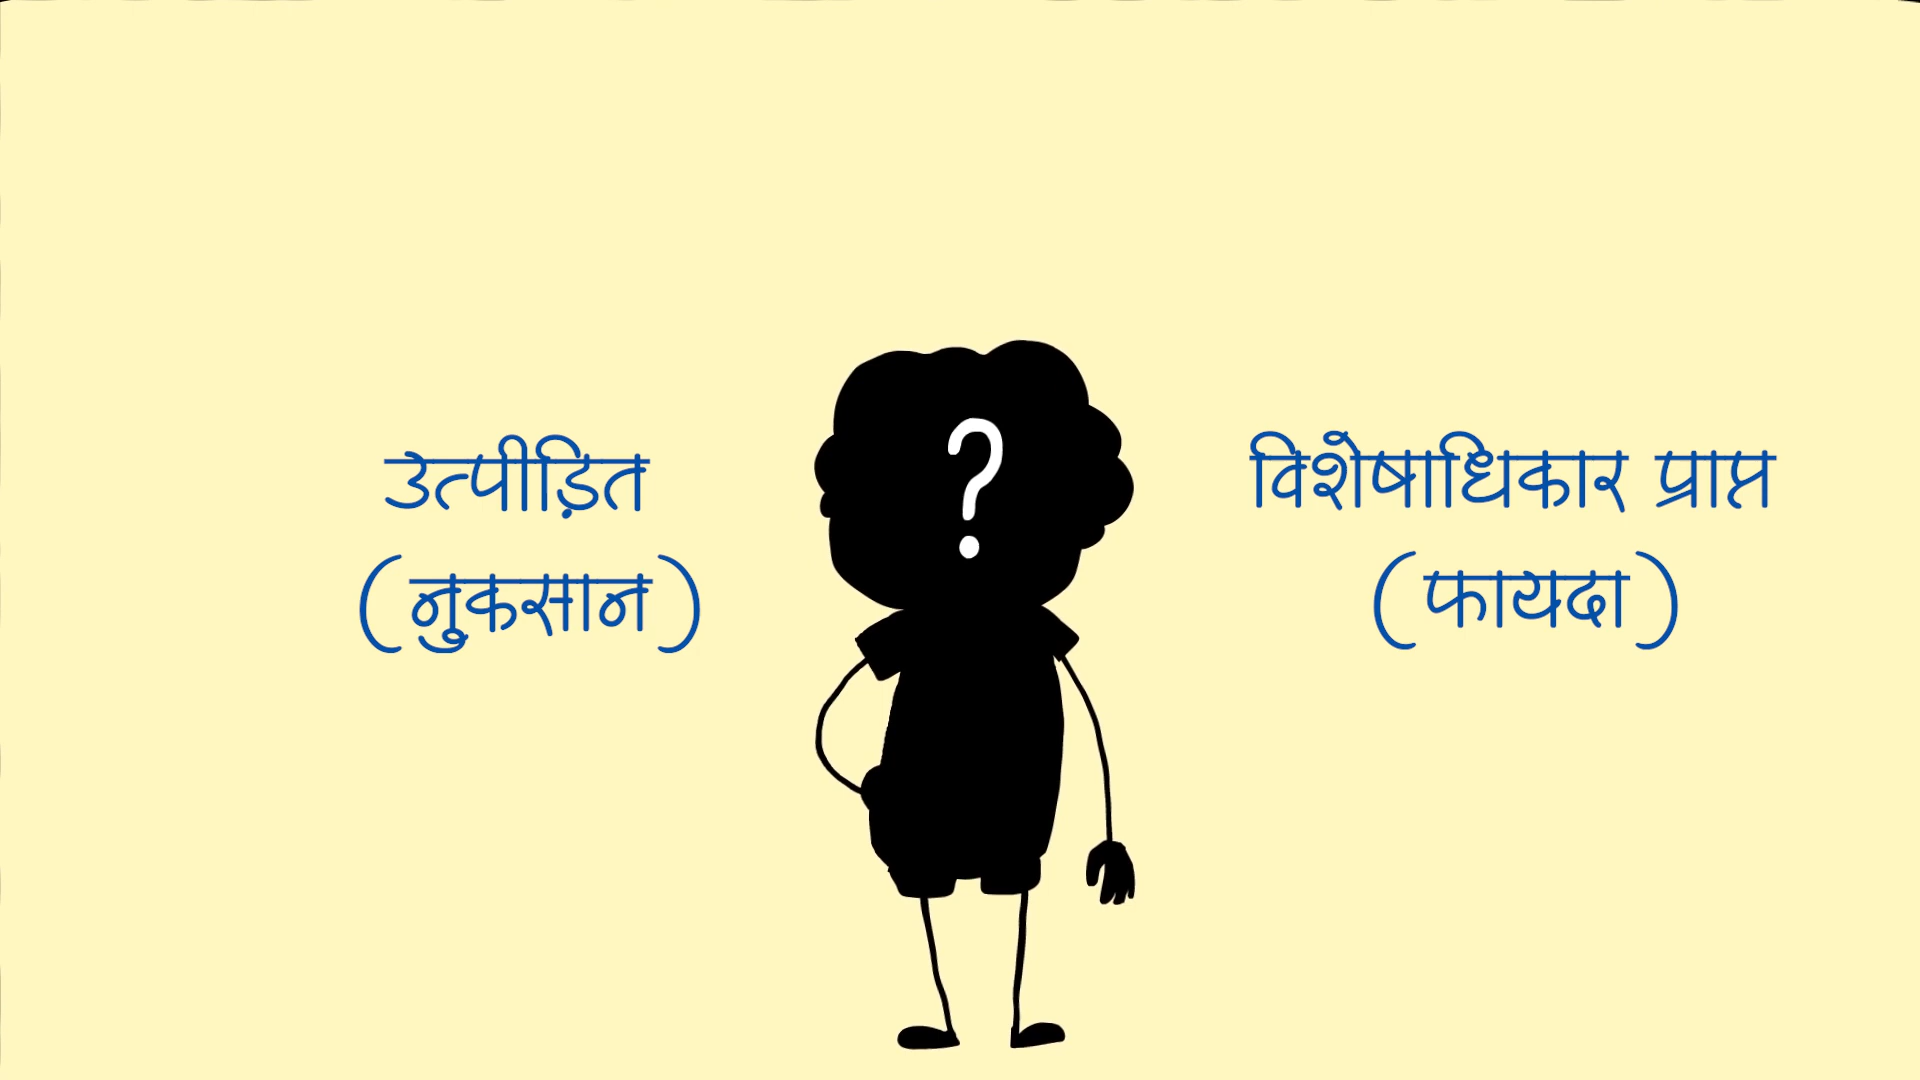 उत्पीड़ित
(नुकसान)
?
विशेषाधिकार प्राप्त
(फायदा)